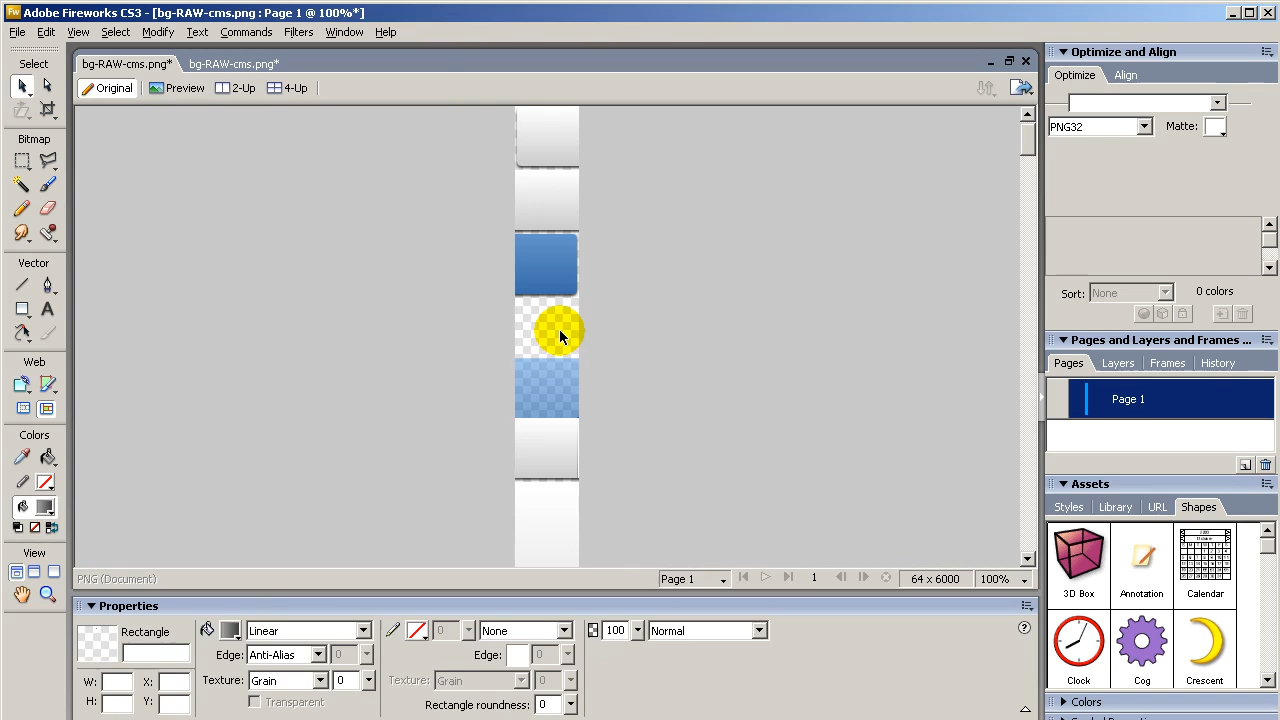 Adobe Fireworks CS3 - [bg-RAW-cms.png : Page 1 @ 100%*]
File Edit View Select Modify Text Commands Filters Window Help
Select
bg-RAW-cms.png* bg-RAW-cms.png*
Original Preview 2-Up 4-Up
Optimize and Align
Optimize Align
PNG32 Matte:
Bitmap
Vector
Sort: None 0 colors
Pages and Layers and Frames ...
Pages Layers Frames History
Page 1
Web
Colors
Assets
Styles Library URL Shapes
View
3D Box Annotation Calendar
Clock Cog Crescent
PNG (Document) Page 1 1 64 x 6000 100%
Properties
Rectangle Linear 0 None 100 Normal
Edge: Anti-Alias 0 Edge: 0
W: X: Texture: Grain 0 Texture: Grain 0
H: Y: Transparent Rectangle roundness: 0
Colors